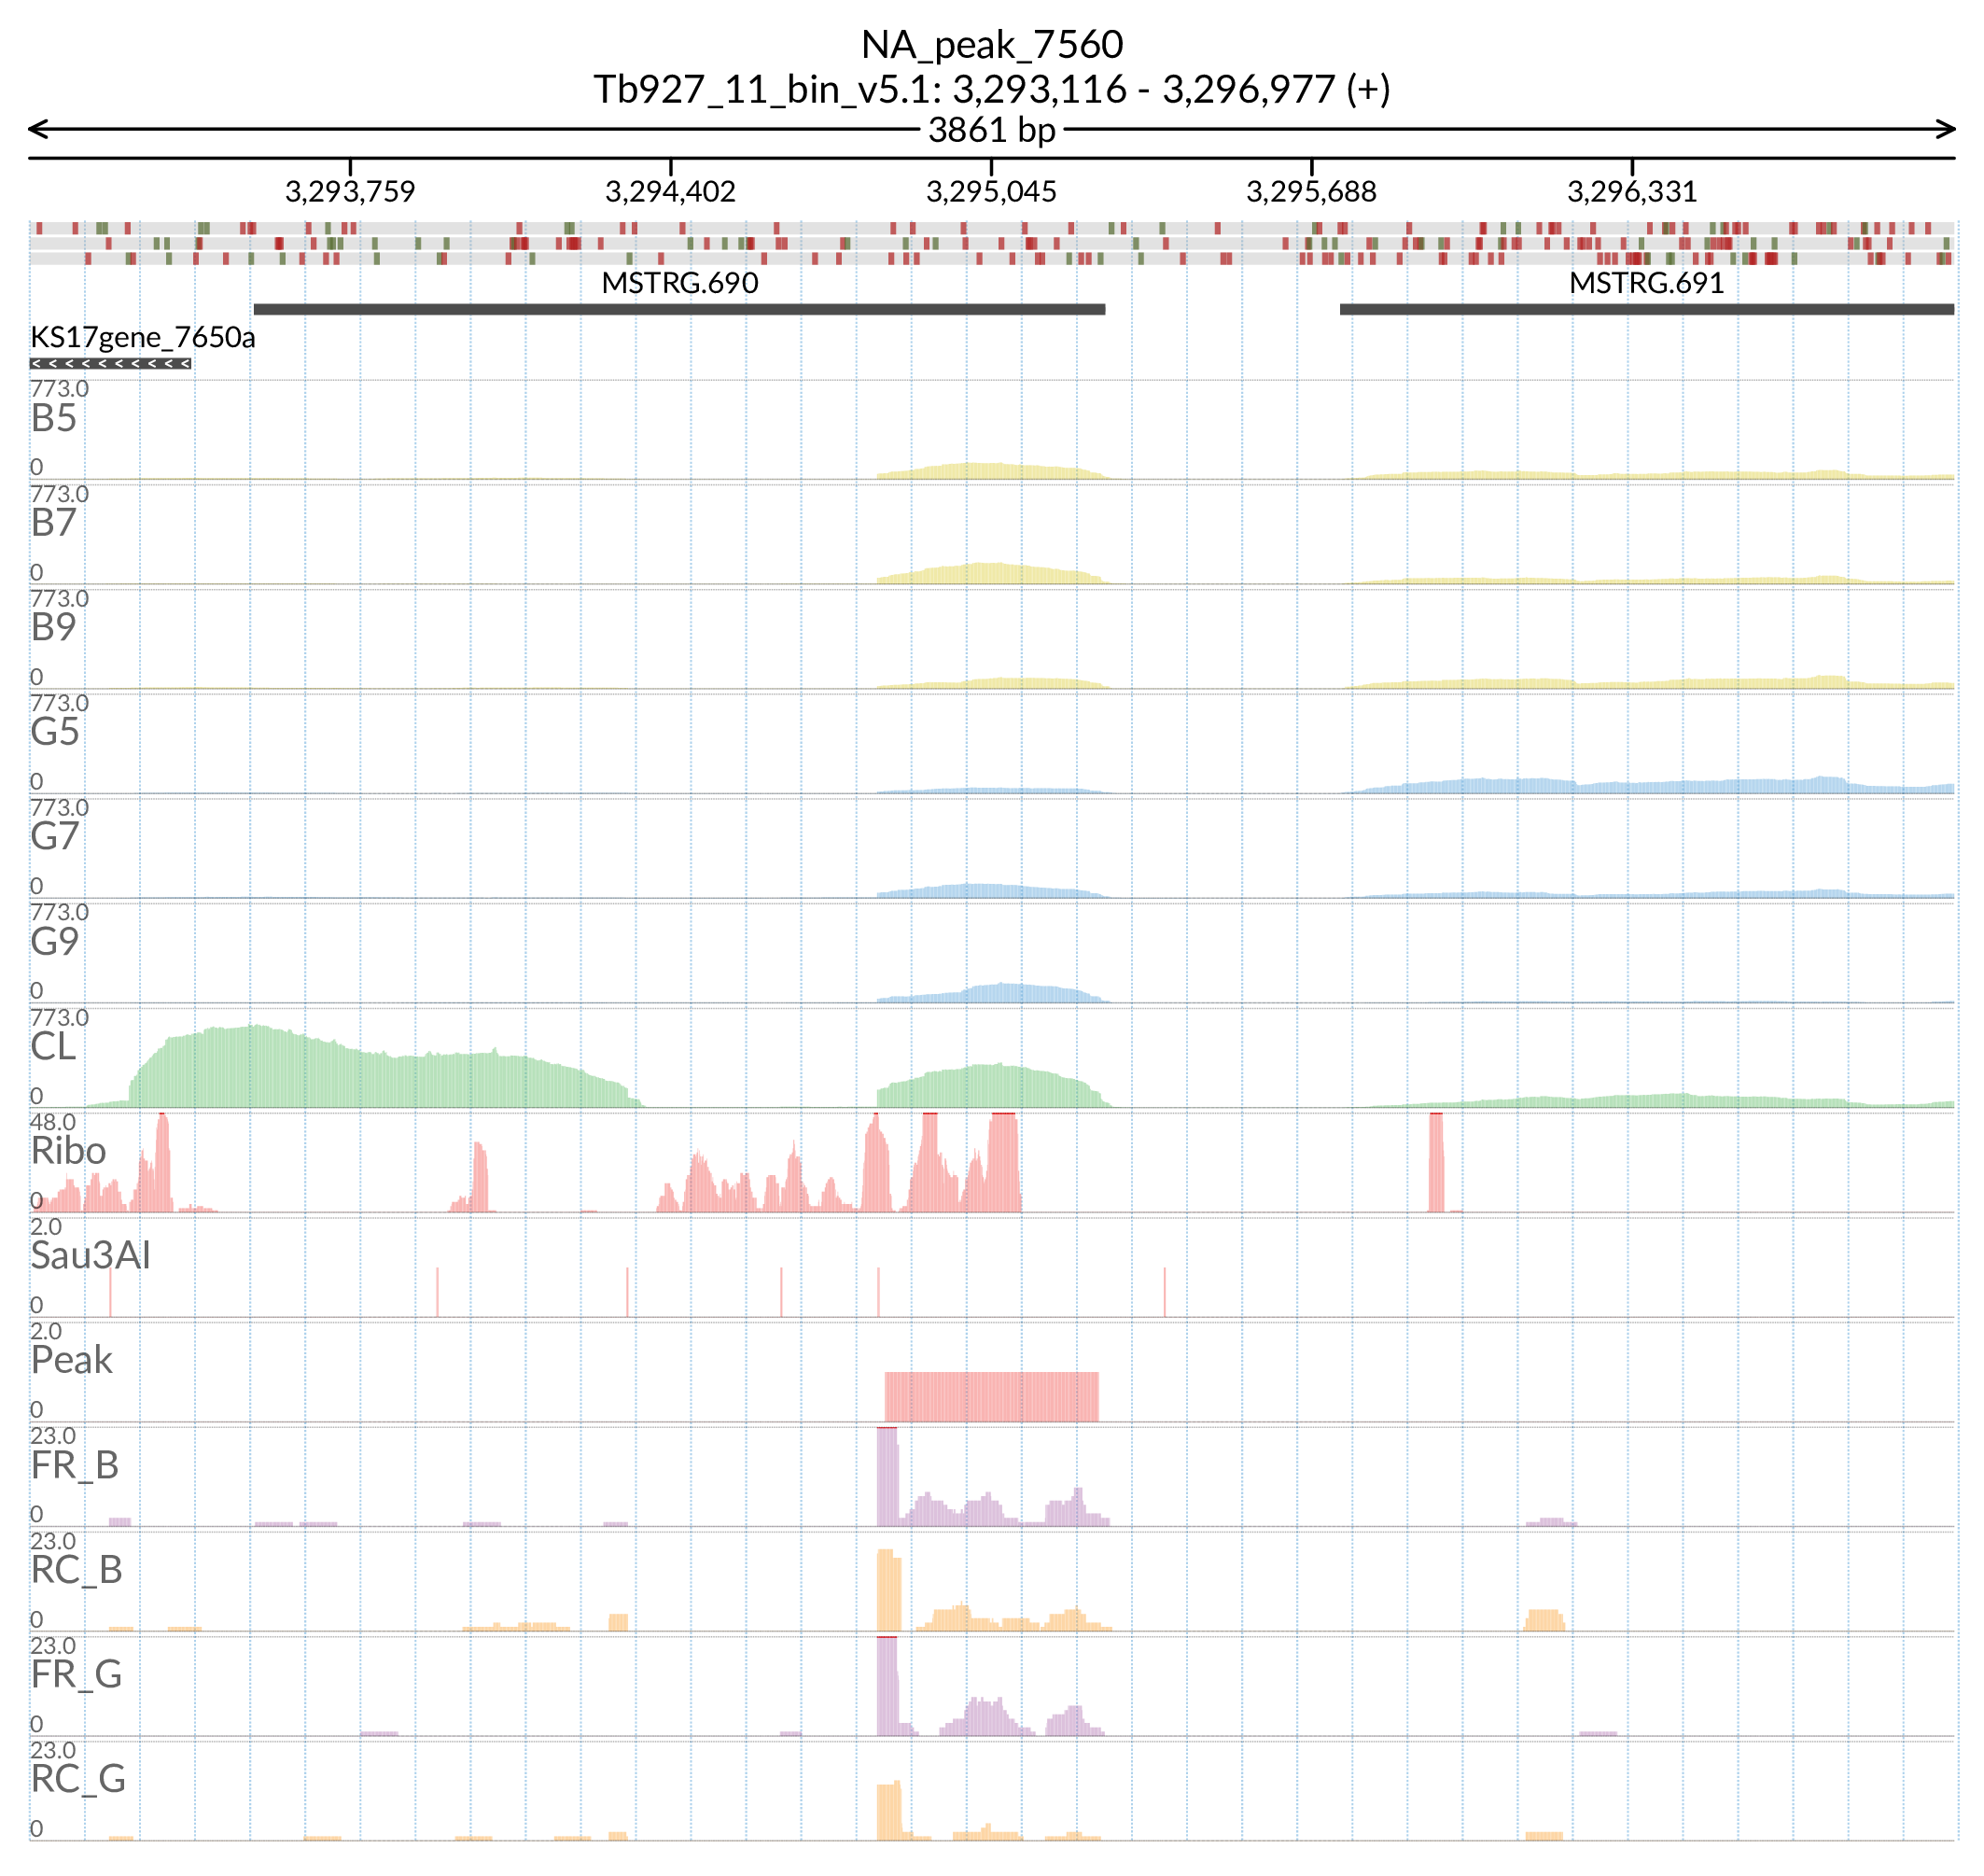 NA_peak_7560
Tb927_11_bin_v5.1: 3,293,116 - 3,296,977 (+)
3861 bp
3,293,759 3,294,402 3,295,045 3,295,688 3,296,331
MSTRG.690 MSTRG.691
KS17gene_7650a
773.0
B5
0
773.0
B7
0
773.0
B9
0
773.0
G5
0
773.0
G7
0
773.0
G9
0
773.0
CL
0
48.0
Ribo
0
2.0
Sau3AI
0
2.0
Peak
0
23.0
FR_B
0
23.0
RC_B
0
23.0
FR_G
0
23.0
RC_G
0